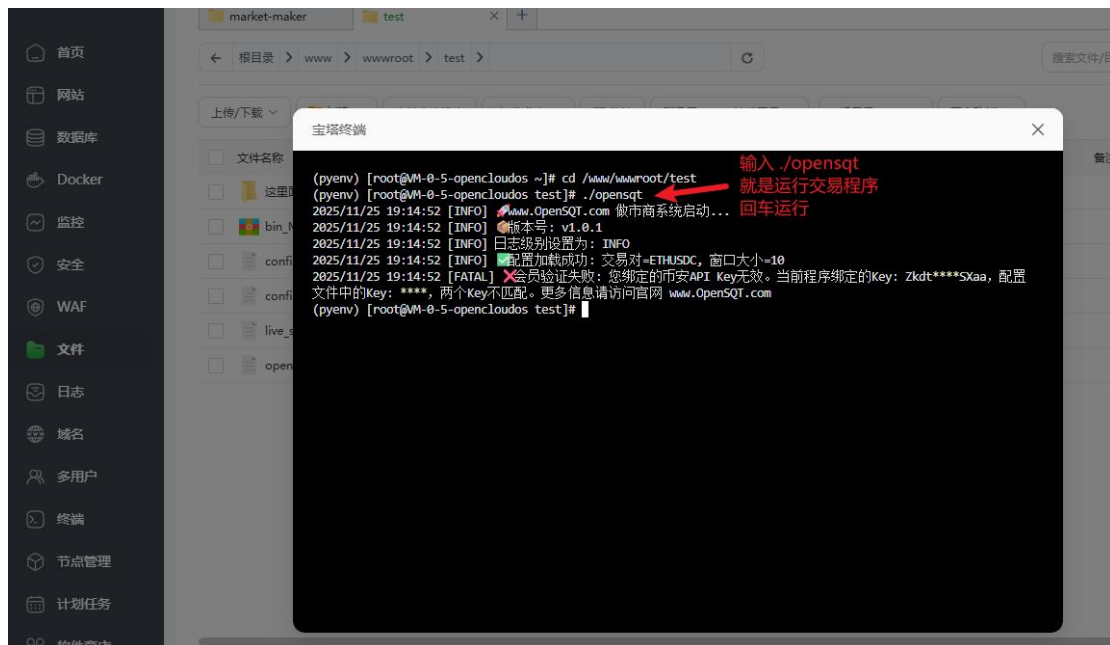 market-maker
test
首页
根目录 > www > wwwroot > test >
搜索文件/目
网站
上传/下载
数据库
宝塔终端
文件名称
备注
Docker
(pyenv) [root@VM-0-5-opencloudos ~]# cd /www/wwwroot/test
输入 ./opensqt
(pyenv) [root@VM-0-5-opencloudos test]# ./opensqt
就是运行交易程序
这里面
2025/11/25 19:14:52 [INFO] 🚀www.OpenSQT.com 做市商系统启动...
回车运行
监控
2025/11/25 19:14:52 [INFO] 📦版本号: v1.0.1
bin_M
2025/11/25 19:14:52 [INFO] 日志级别设置为: INFO
安全
confi
2025/11/25 19:14:52 [INFO] ✅配置加载成功: 交易对=ETHUSDC, 窗口大小=10
2025/11/25 19:14:52 [FATAL] ❌会员验证失败: 您绑定的币安API Key无效。当前程序绑定的Key: Zkdt****SXaa，配置
confi
文件中的Key: ****，两个Key不匹配。更多信息请访问官网 www.OpenSQT.com
WAF
(pyenv) [root@VM-0-5-opencloudos test]#
live_s
文件
open
日志
域名
多用户
终端
节点管理
计划任务
软件商店